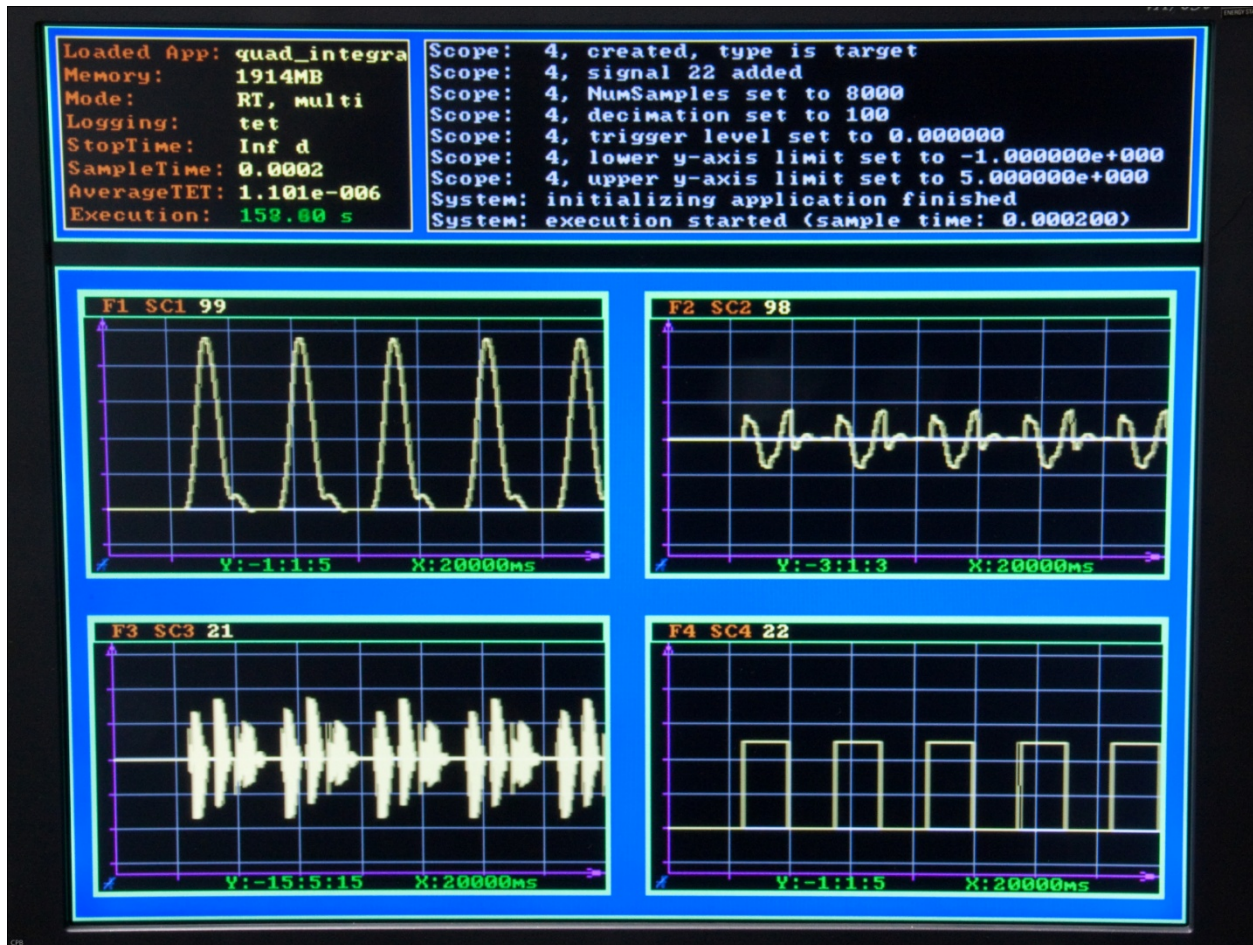 Loaded App: quad_integra
Memory: 1914MB
Mode: RT, multi
Logging: tet
StopTime: Inf d
SampleTime: 0.0002
AverageTET: 1.101e-006
Execution: 158.60 s
Scope: 4, created, type is target
Scope: 4, signal 22 added
Scope: 4, NumSamples set to 8000
Scope: 4, decimation set to 100
Scope: 4, trigger level set to 0.000000
Scope: 4, lower y-axis limit set to -1.000000e+000
Scope: 4, upper y-axis limit set to 5.000000e+000
System: initializing application finished
System: execution started (sample time: 0.000200)
F1 SC1 99
Y:-1:1:5 X:20000ms
F2 SC2 98
Y:-3:1:3 X:20000ms
F3 SC3 21
Y:-15:5:15 X:20000ms
F4 SC4 22
Y:-1:1:5 X:20000ms